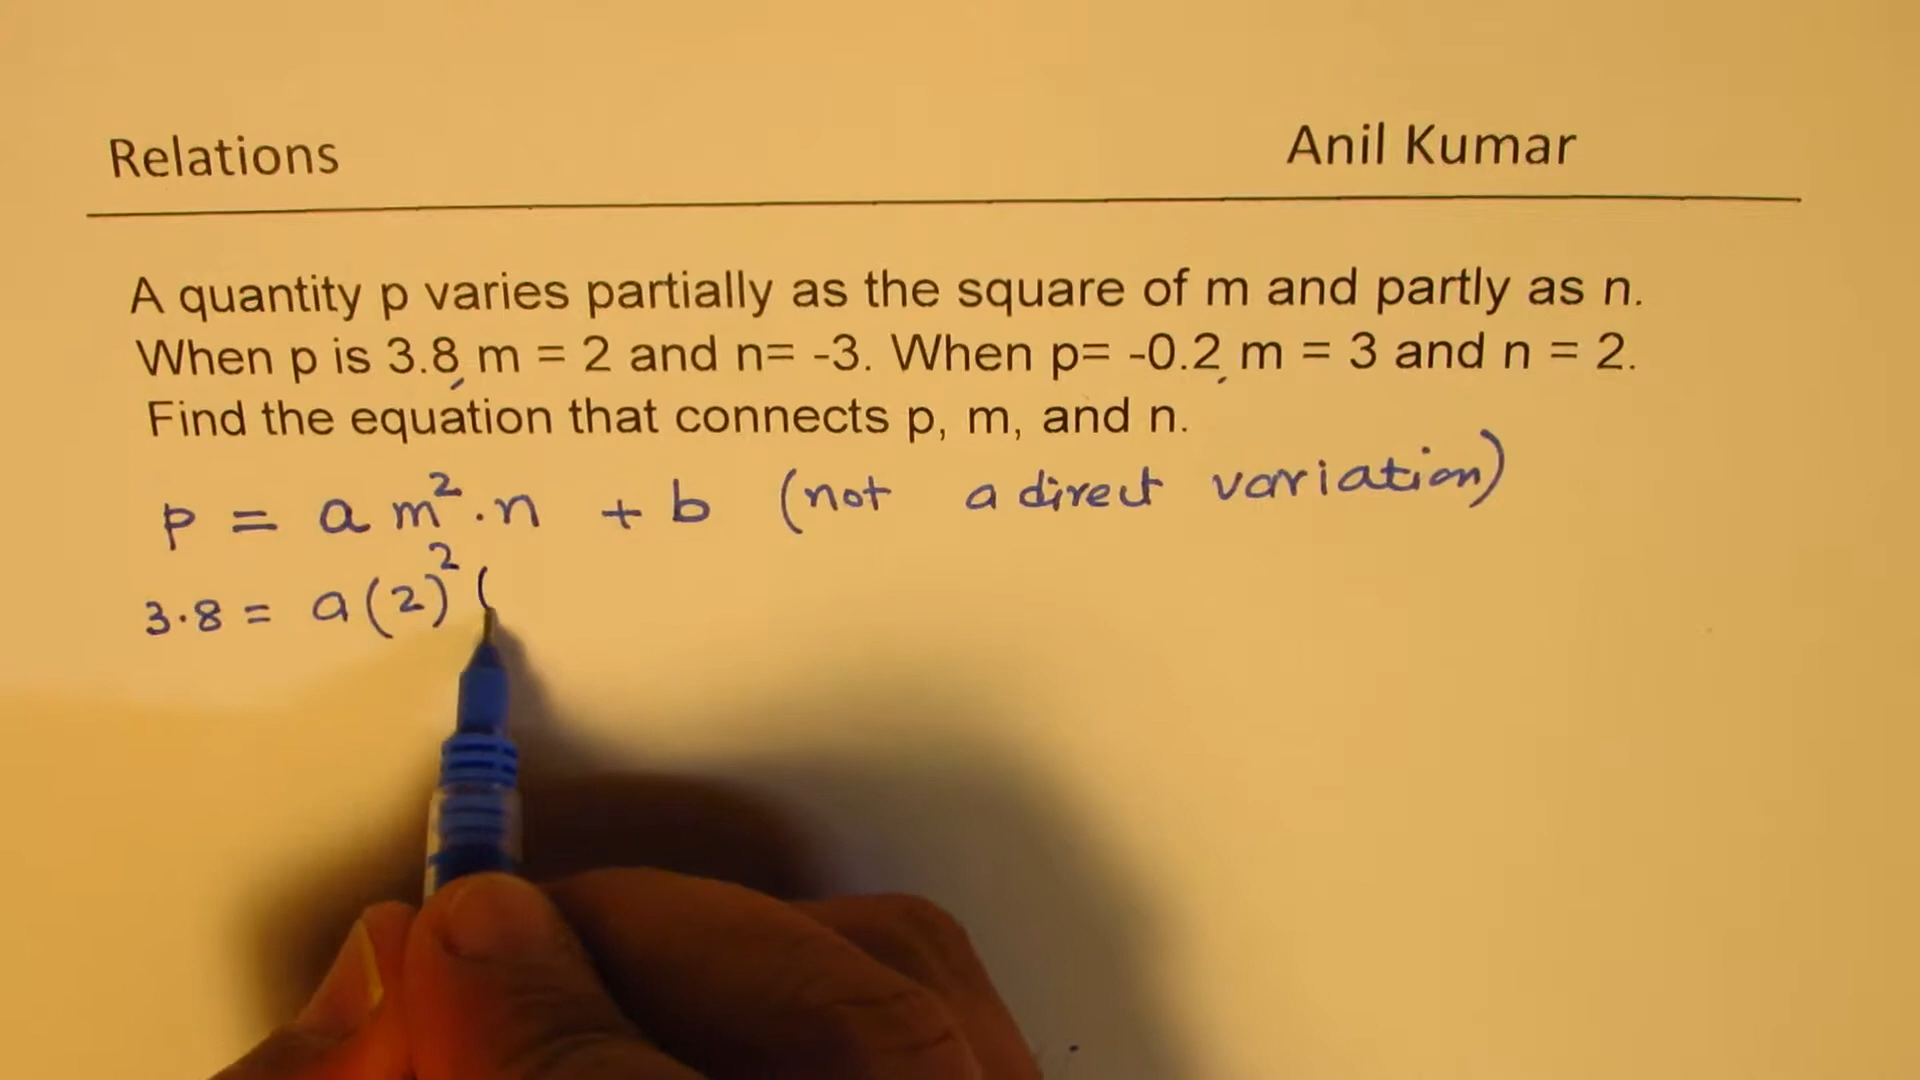 Relations
Anil Kumar
A quantity p varies partially as the square of m and partly as n.
When p is 3.8, m = 2 and n= -3. When p= -0.2, m = 3 and n = 2.
Find the equation that connects p, m, and n.
p = a m².n + b (not a direct variation)
3.8 = a(2)²(